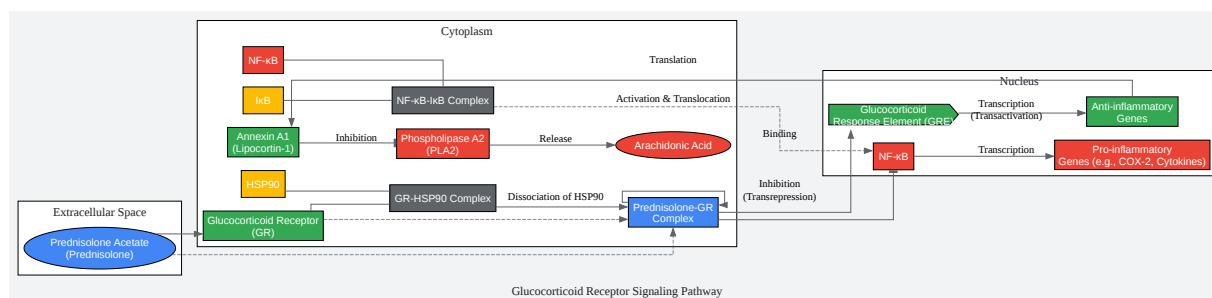 Cytoplasm
NF-κB
Translation
Nucleus
IκB
NF-κB-IκB Complex
Activation & Translocation
Glucocorticoid
Response Element (GRE)
Transcription
(Transactivation)
Anti-inflammatory
Genes
Annexin A1
(Lipocortin-1)
Inhibition
Phospholipase A2
(PLA2)
Release
Arachidonic Acid
Binding
NF-κB
Transcription
Pro-inflammatory
Genes (e.g., COX-2, Cytokines)
HSP90
GR-HSP90 Complex
Dissociation of HSP90
Inhibition
(Transrepression)
Prednisolone-GR
Complex
Extracellular Space
Glucocorticoid Receptor
(GR)
Prednisolone Acetate
(Prednisolone)
Glucocorticoid Receptor Signaling Pathway